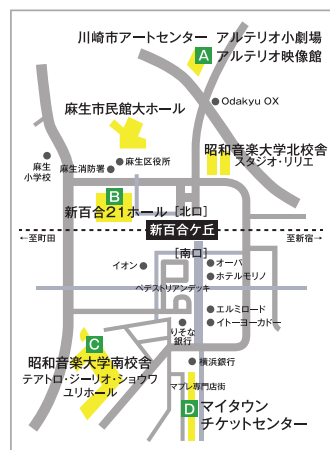 川崎市アートセンター アルテリオ小劇場
A アルテリオ映像館
Odakyu OX
麻生市民館大ホール
昭和音楽大学北校舎
スタジオ・リリエ
麻生
小学校
麻生区役所
麻生消防署
B
新百合21ホール
[北口]
←至町田
新百合ケ丘
至新宿→
[南口]
イオン
オーパ
ホテルモリノ
ペデストリアンデッキ
エルミロード
イトーヨーカドー
りそな
銀行
C
昭和音楽大学南校舎
テアトロ・ジーリオ・ショウワ
ユリホール
横浜銀行
マプレ専門店街
D マイタウン
チケットセンター